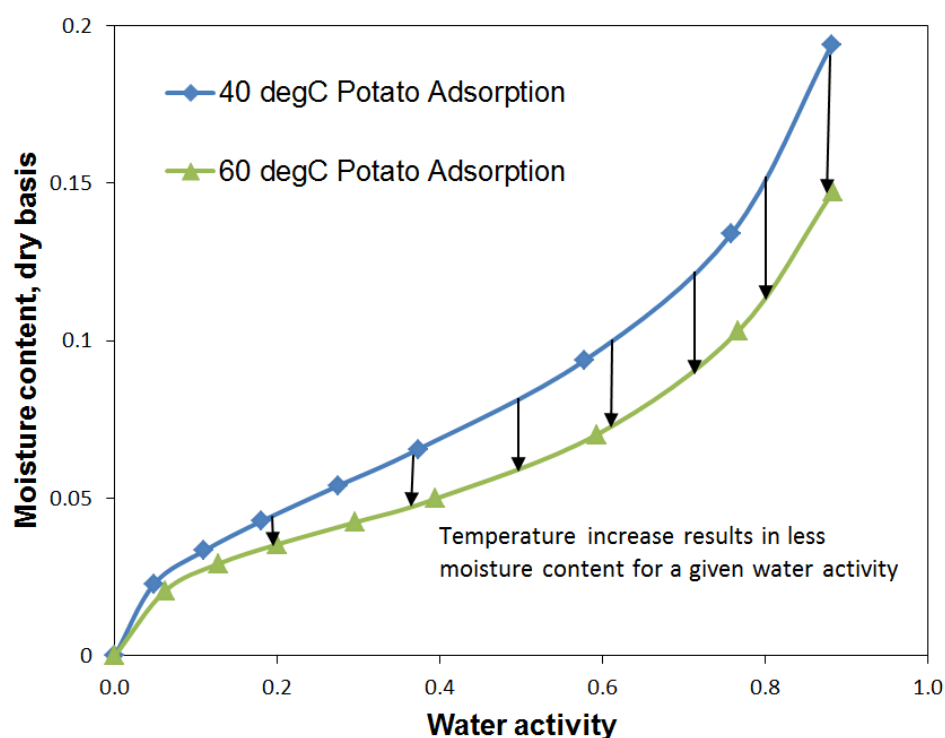 0.2
40 degC Potato Adsorption
60 degC Potato Adsorption
0.15
Moisture content, dry basis
0.1
0.05
Temperature increase results in less
moisture content for a given water activity
0
0.0 0.2 0.4 0.6 0.8 1.0
Water activity